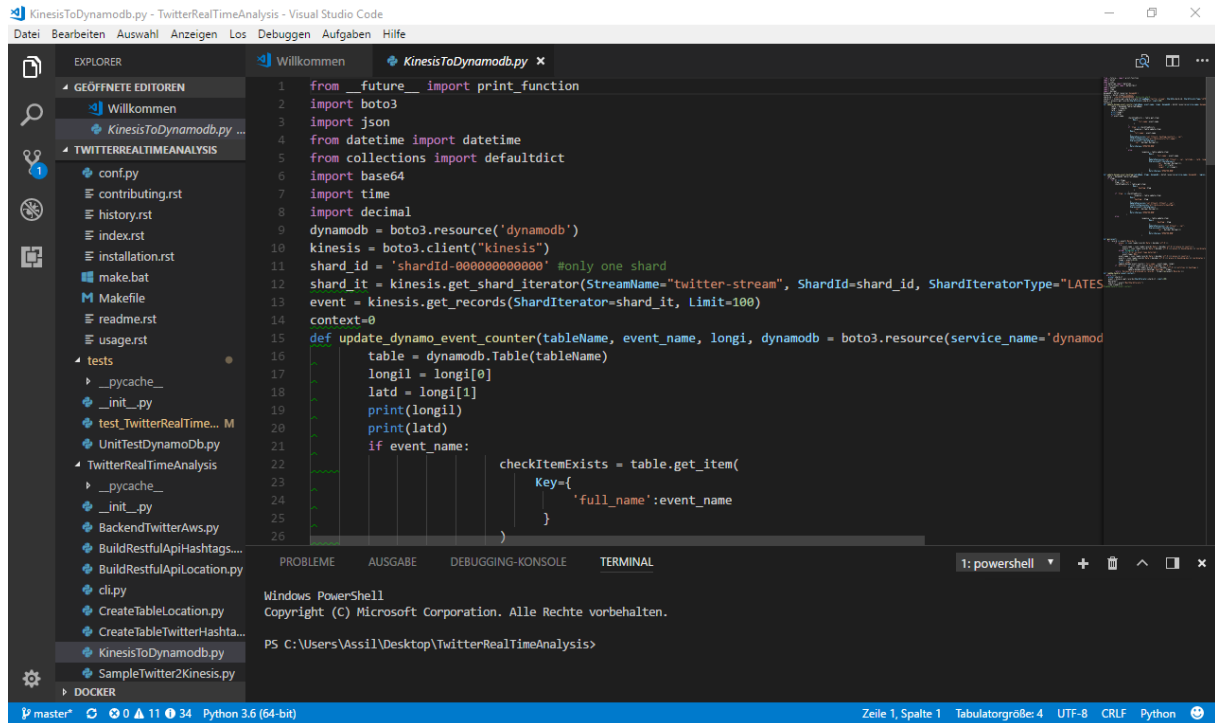 KinesisToDynamodb.py - TwitterRealTimeAnalysis - Visual Studio Code
Datei Bearbeiten Auswahl Anzeigen Los Debuggen Aufgaben Hilfe
EXPLORER
GEÖFFNETE EDITOREN
Willkommen
KinesisToDynamodb.py ...
TWITTERREALTIMEANALYSIS
conf.py
contributing.rst
history.rst
index.rst
installation.rst
make.bat
Makefile
readme.rst
usage.rst
tests
__pycache__
__init__.py
test_TwitterRealTime... M
UnitTestDynamoDb.py
TwitterRealTimeAnalysis
__pycache__
__init__.py
BackendTwitterAws.py
BuildRestfulApiHashtags....
BuildRestfulApiLocation.py
cli.py
CreateTableLocation.py
CreateTableTwitterHashta...
KinesisToDynamodb.py
SampleTwitter2Kinesis.py
DOCKER
1
Willkommen KinesisToDynamodb.py
1 from __future__ import print_function
2 import boto3
3 import json
4 from datetime import datetime
5 from collections import defaultdict
6 import base64
7 import time
8 import decimal
9 dynamodb = boto3.resource('dynamodb')
10 kinesis = boto3.client("kinesis")
11 shard_id = 'shardId-000000000000' #only one shard
12 shard_it = kinesis.get_shard_iterator(StreamName="twitter-stream", ShardId=shard_id, ShardIteratorType="LATES
13 event = kinesis.get_records(ShardIterator=shard_it, Limit=100)
14 context=0
15 def update_dynamo_event_counter(tableName, event_name, longi, dynamodb = boto3.resource(service_name='dynamod
16 table = dynamodb.Table(tableName)
17 longil = longi[0]
18 latd = longi[1]
19 print(longil)
20 print(latd)
21 if event_name:
22 checkItemExists = table.get_item(
23 Key={
24 'full_name':event_name
25 }
26 )
PROBLEME AUSGABE DEBUGGING-KONSOLE TERMINAL 1: powershell
Windows PowerShell
Copyright (C) Microsoft Corporation. Alle Rechte vorbehalten.
PS C:\Users\Assil\Desktop\TwitterRealTimeAnalysis>
master* 0 11 34 Python 3.6 (64-bit) Zeile 1, Spalte 1 Tabulatorgröße: 4 UTF-8 CRLF Python